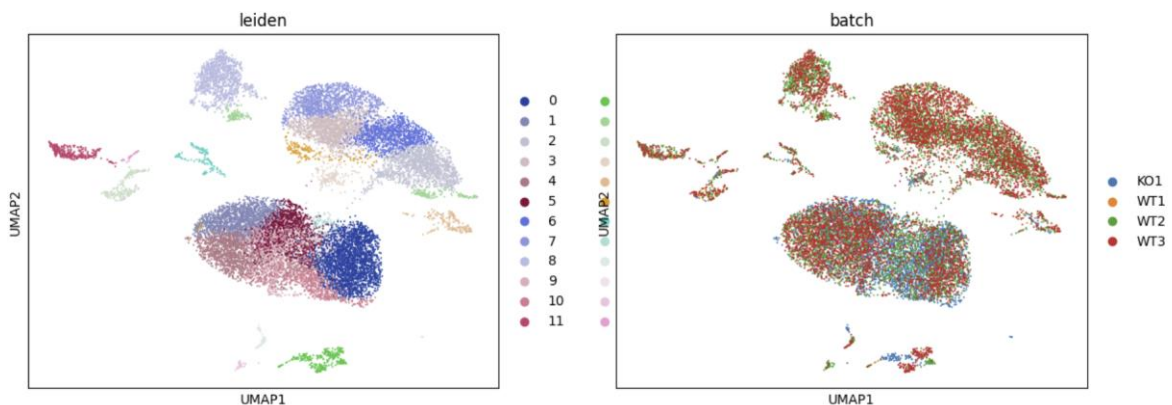 leiden
batch
0
1
2
3
4
5
6
7
8
9
10
11
KO1
WT1
WT2
WT3
UMAP2
UMAP2
UMAP1
UMAP1